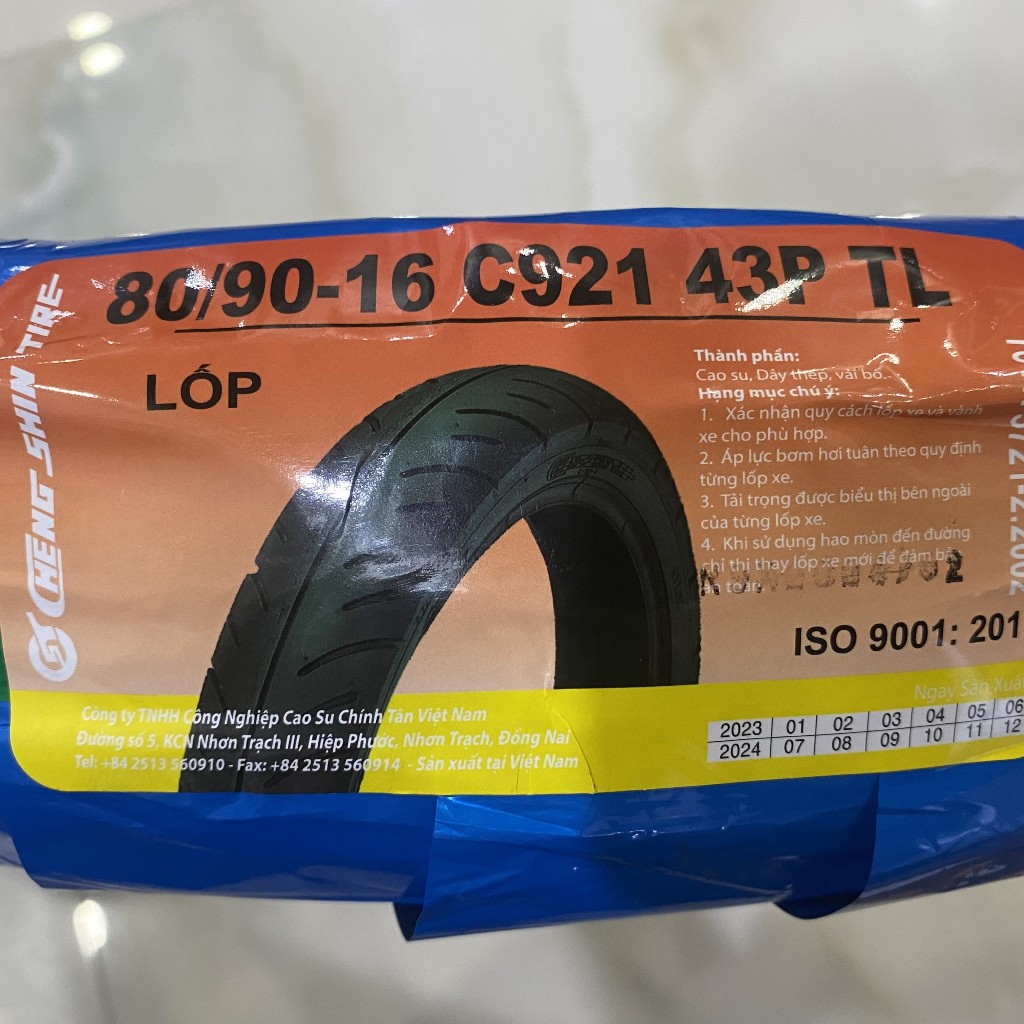 80/90-16 C921 43P TL
CHENG SHIN TIRE
LỐP
Thành phần:
Cao su, Dây thép, vải bố..
Hạng mục chú ý:
1. Xác nhận quy cách lốp xe và vành
xe cho phù hợp.
2. Áp lực bơm hơi tuân theo quy định
từng lốp xe.
3. Tải trọng được biểu thị bên ngoài
của từng lốp xe.
4. Khi sử dụng hao mòn đến đường
chỉ thị thay lốp xe mới để đảm bảo
an toàn.
ISO 9001: 201
Ngày Sản Xuất
2023 01 02 03 04 05 06
2024 07 08 09 10 11 12
Công ty TNHH Công Nghiệp Cao Su Chính Tân Việt Nam
Đường số 5, KCN Nhơn Trạch III, Hiệp Phước, Nhơn Trạch, Đồng Nai
Tel: +84 2513 560910 - Fax: +84 2513 560914 - Sản xuất tại Việt Nam